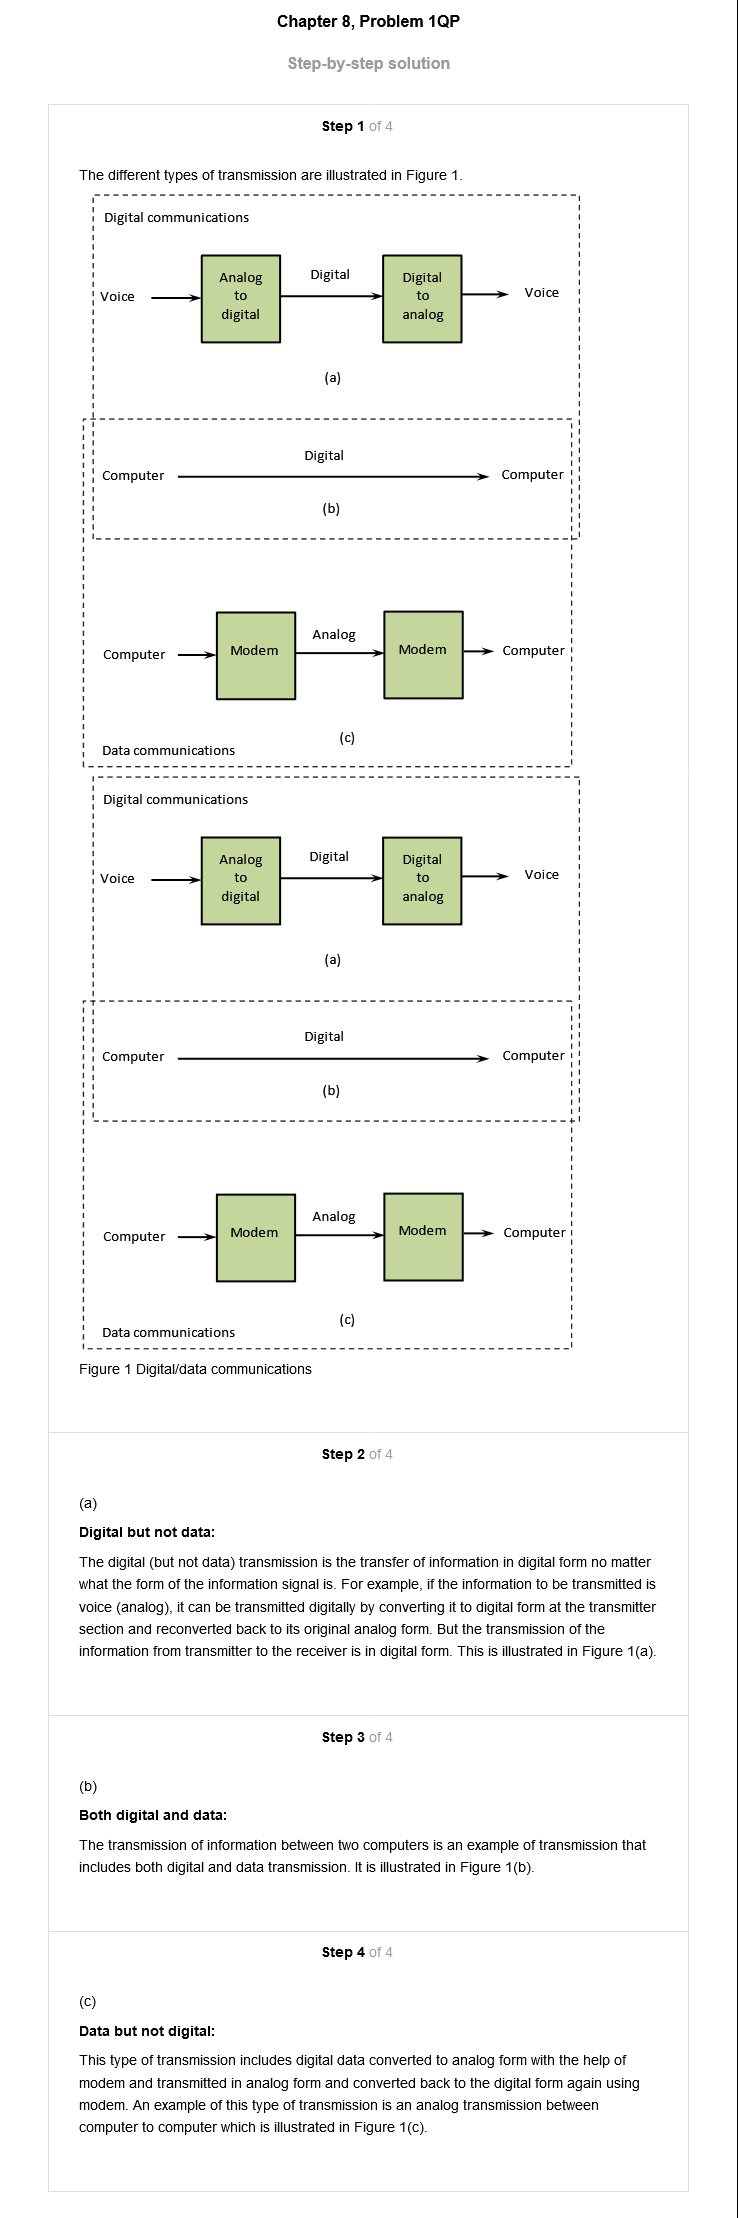 Chapter 8, Problem 1QP
Step-by-step solution
Step 1 of 4
The different types of transmission are illustrated in Figure 1.
Digital communications
Voice
Analog
to
digital
Digital
Digital
to
analog
Voice
(a)
Digital
Computer
Computer
(b)
Computer
Modem
Analog
Modem
Computer
(c)
Data communications
Digital communications
Voice
Analog
to
digital
Digital
Digital
to
analog
Voice
(a)
Digital
Computer
Computer
(b)
Computer
Modem
Analog
Modem
Computer
(c)
Data communications
Figure 1 Digital/data communications
Step 2 of 4
(a)
Digital but not data:
The digital (but not data) transmission is the transfer of information in digital form no matter
what the form of the information signal is. For example, if the information to be transmitted is
voice (analog), it can be transmitted digitally by converting it to digital form at the transmitter
section and reconverted back to its original analog form. But the transmission of the
information from transmitter to the receiver is in digital form. This is illustrated in Figure 1(a).
Step 3 of 4
(b)
Both digital and data:
The transmission of information between two computers is an example of transmission that
includes both digital and data transmission. It is illustrated in Figure 1(b).
Step 4 of 4
(c)
Data but not digital:
This type of transmission includes digital data converted to analog form with the help of
modem and transmitted in analog form and converted back to the digital form again using
modem. An example of this type of transmission is an analog transmission between
computer to computer which is illustrated in Figure 1(c).